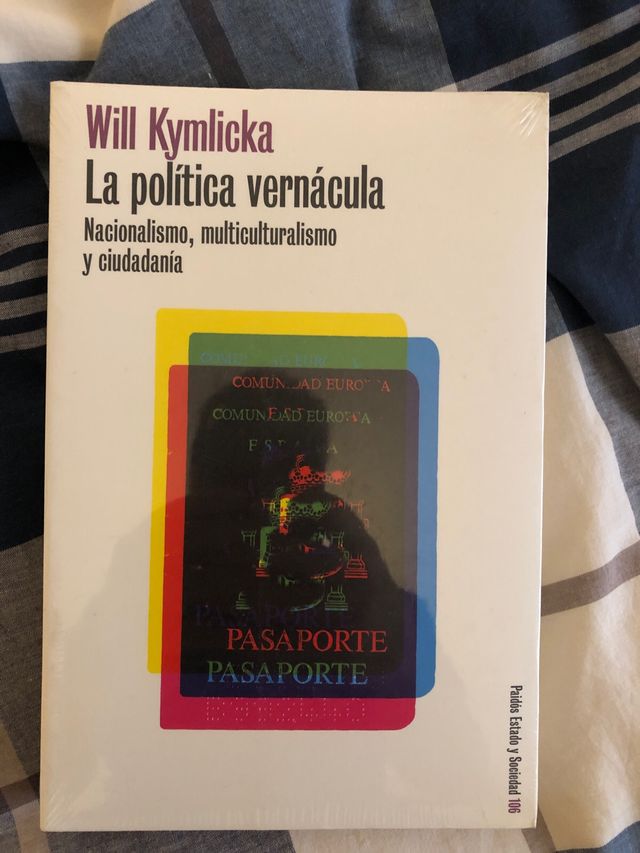 Will Kymlicka
La política vernácula
Nacionalismo, multiculturalismo
y ciudadanía
COMUNIDAD EUROPEA
COMUNIDAD EUROPEA
ESPAÑA
PASAPORTE
PASAPORTE
PASAPORTE
Paidós Estado y Sociedad 106